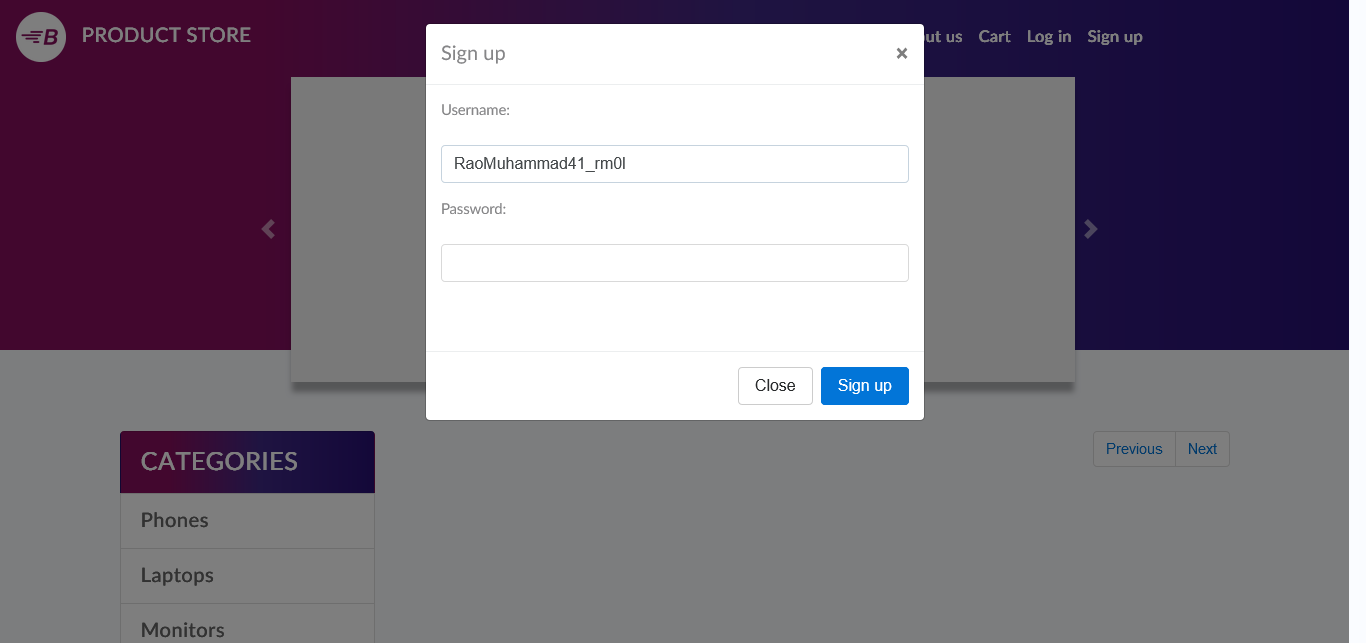 B PRODUCT STORE
Sign up ×
ut us Cart Log in Sign up
Username:
RaoMuhammad41_rm0l
Password:
Close Sign up
CATEGORIES
Previous Next
Phones
Laptops
Monitors